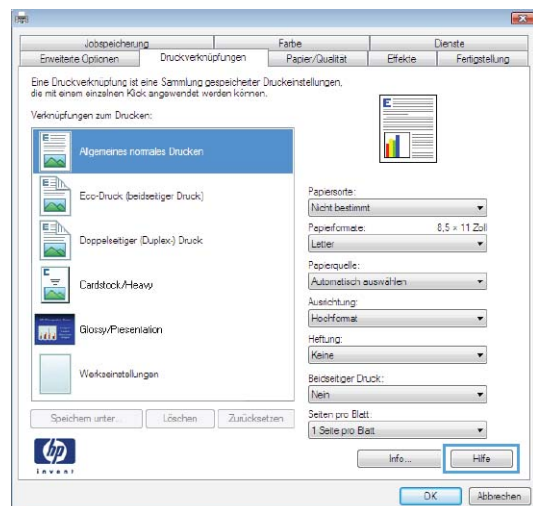 Jobspeicherung
Farbe
Dienste
Erweiterte Optionen
Druckverknüpfungen
Papier/Qualität
Effekte
Fertigstellung
Eine Druckverknüpfung ist eine Sammlung gespeicherter Druckeinstellungen,
die mit einem einzelnen Klick angewendet werden können.
Verknüpfungen zum Drucken:
Allgemeines normales Drucken
Eco-Druck (beidseitiger Druck)
Doppelseitiger (Duplex-) Druck
Cardstock/Heavy
Glossy/Presentation
Werkseinstellungen
Speichern unter...
Löschen
Zurücksetzen
E
Papiersorte:
Nicht bestimmt
Papierformate:
8,5 × 11 Zoll
Letter
Papierquelle:
Automatisch auswählen
Ausrichtung:
Hochformat
Heftung:
Keine
Beidseitiger Druck:
Nein
Seiten pro Blatt:
1 Seite pro Blatt
hp
invent
Info...
Hilfe
OK
Abbrechen